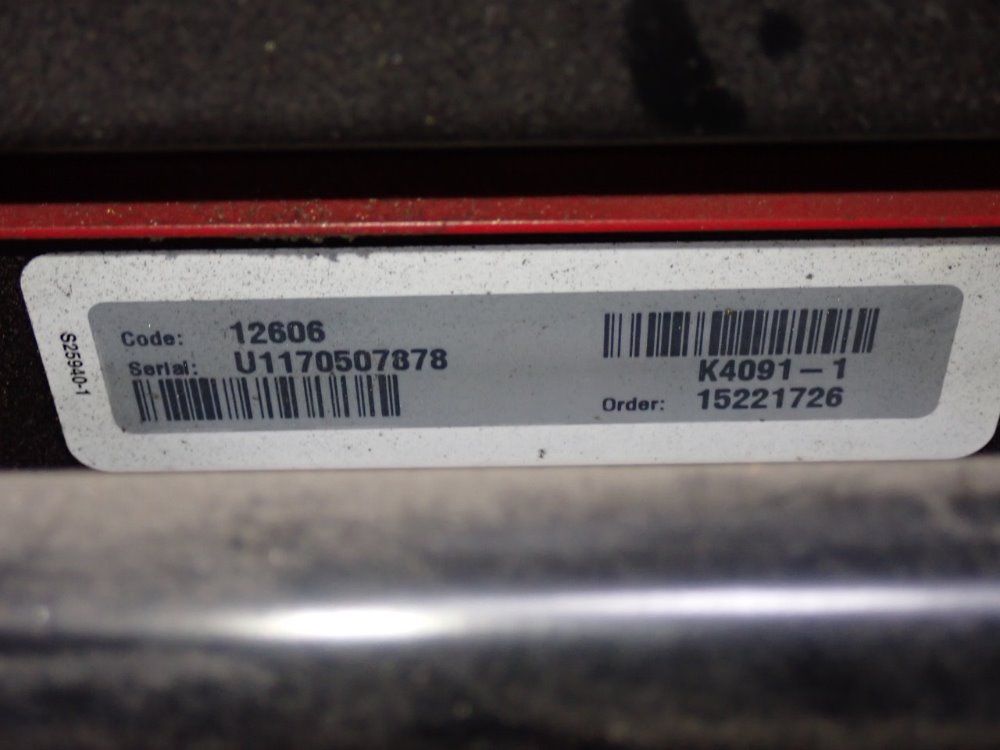 S25940-1
Code: 12606
Serial: U1170507878
K4091-1
Order: 15221726